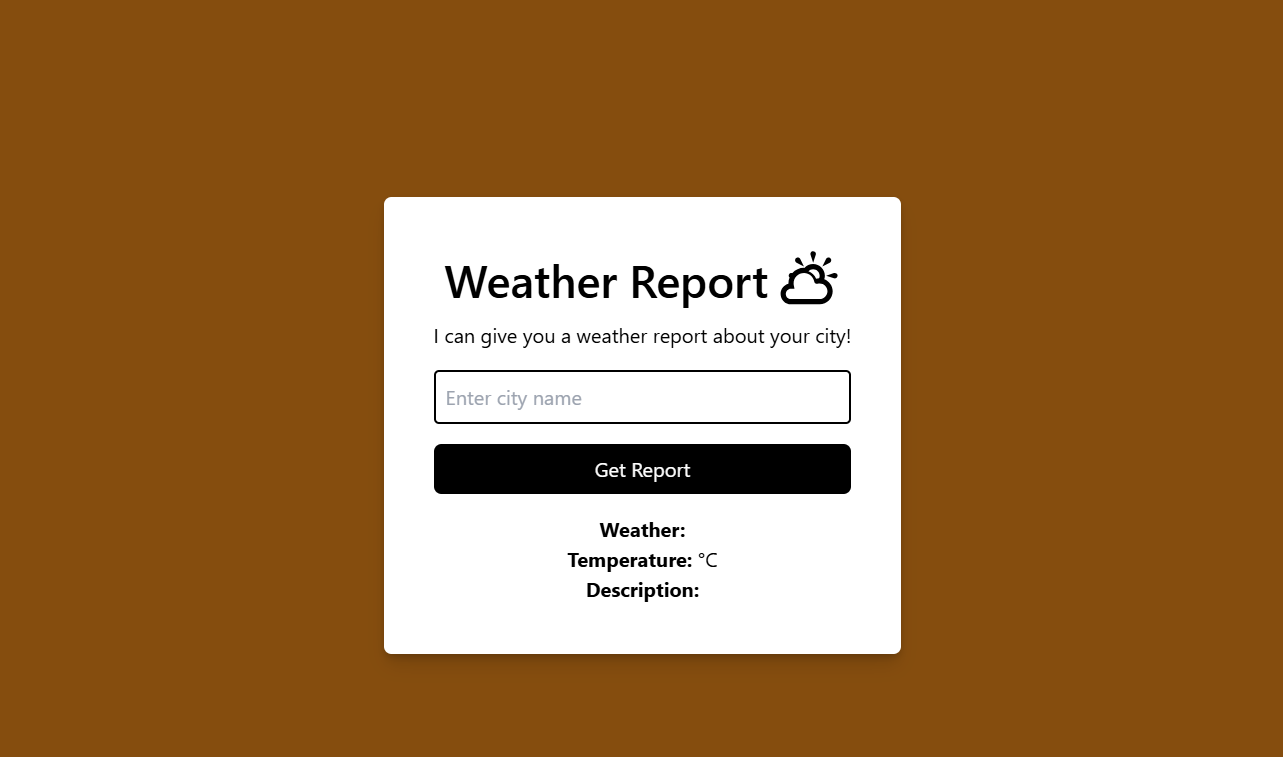 Weather Report
I can give you a weather report about your city!
Enter city name
Get Report
Weather:
Temperature: °C
Description: